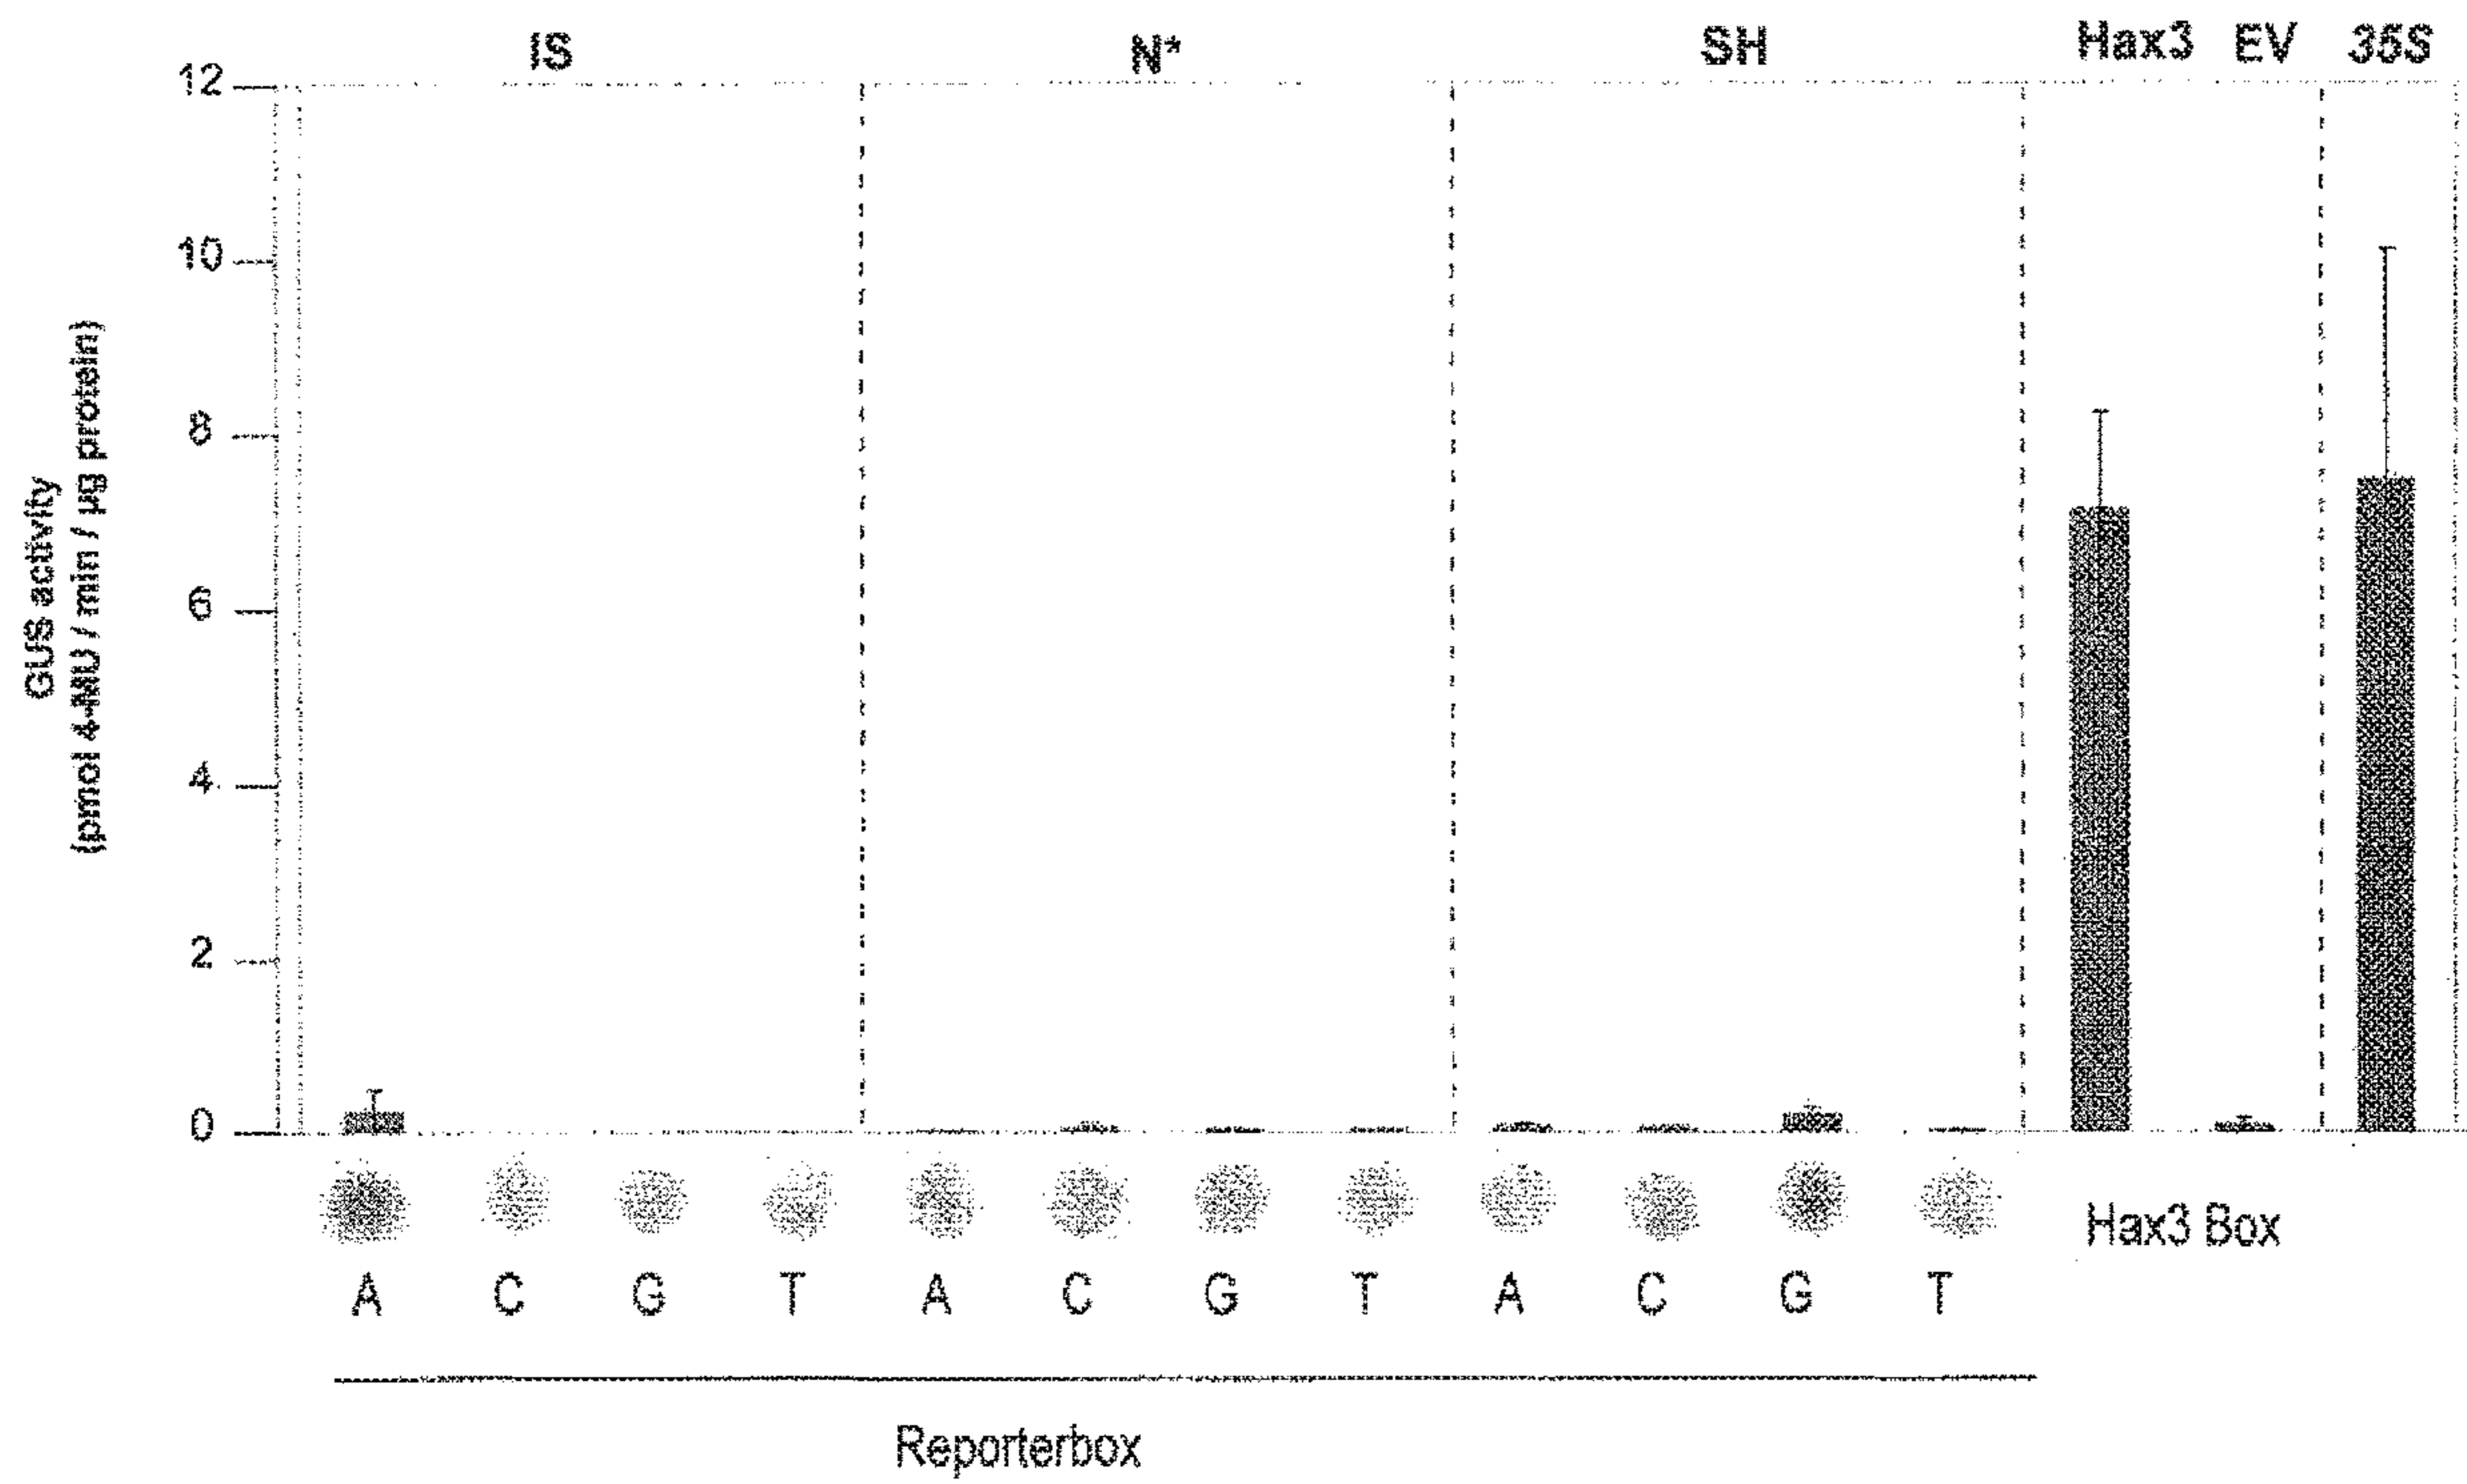 IS N* SH Hax3 EV 35S
12
10
8
6
4
2
0
GUS activity
(pmol 4-MU / min / µg protein)
A C G T A C G T A C G T
Hax3 Box
Reporterbox